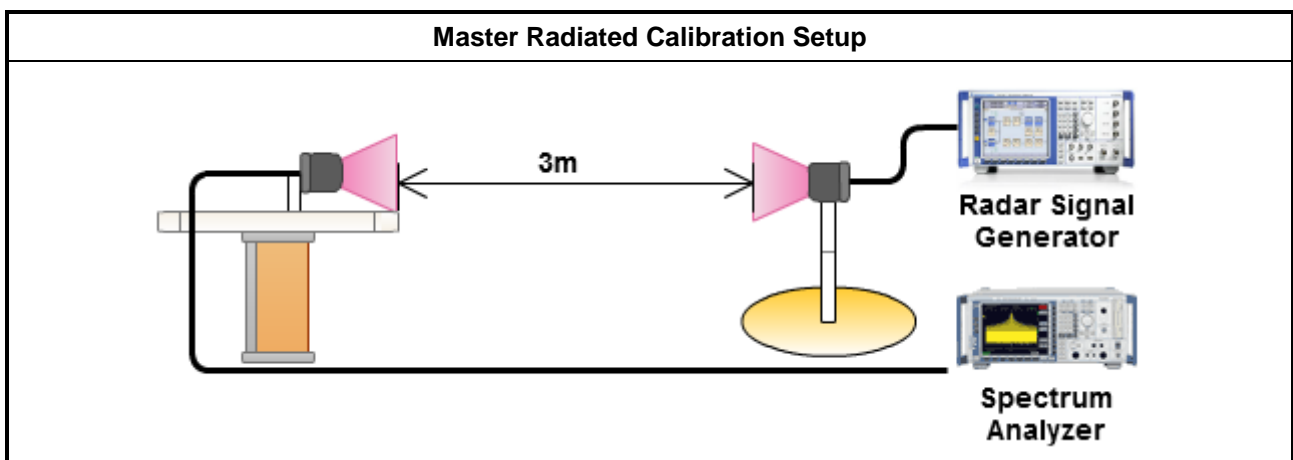 Master Radiated Calibration Setup
3m
Radar Signal
Generator
Spectrum
Analyzer